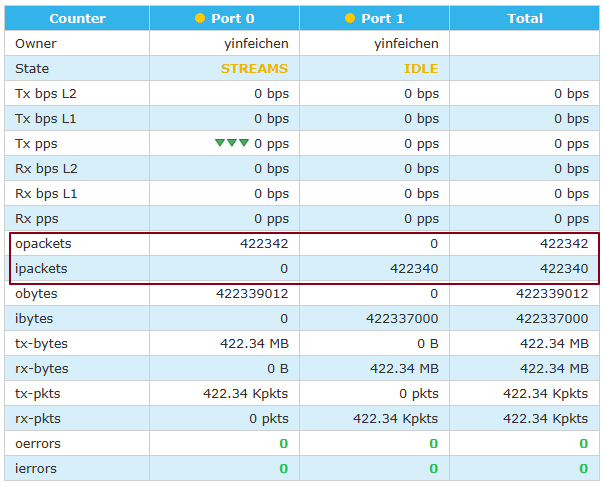 Counter Port 0 Port 1 Total
Owner yinfeichen yinfeichen
State STREAMS IDLE
Tx bps L2 0 bps 0 bps 0 bps
Tx bps L1 0 bps 0 bps 0 bps
Tx pps 0 pps 0 pps 0 pps
Rx bps L2 0 bps 0 bps 0 bps
Rx bps L1 0 bps 0 bps 0 bps
Rx pps 0 pps 0 pps 0 pps
opackets 422342 0 422342
ipackets 0 422340 422340
obytes 422339012 0 422339012
ibytes 0 422337000 422337000
tx-bytes 422.34 MB 0 B 422.34 MB
rx-bytes 0 B 422.34 MB 422.34 MB
tx-pkts 422.34 Kpkts 0 pkts 422.34 Kpkts
rx-pkts 0 pkts 422.34 Kpkts 422.34 Kpkts
oerrors 0 0 0
ierrors 0 0 0